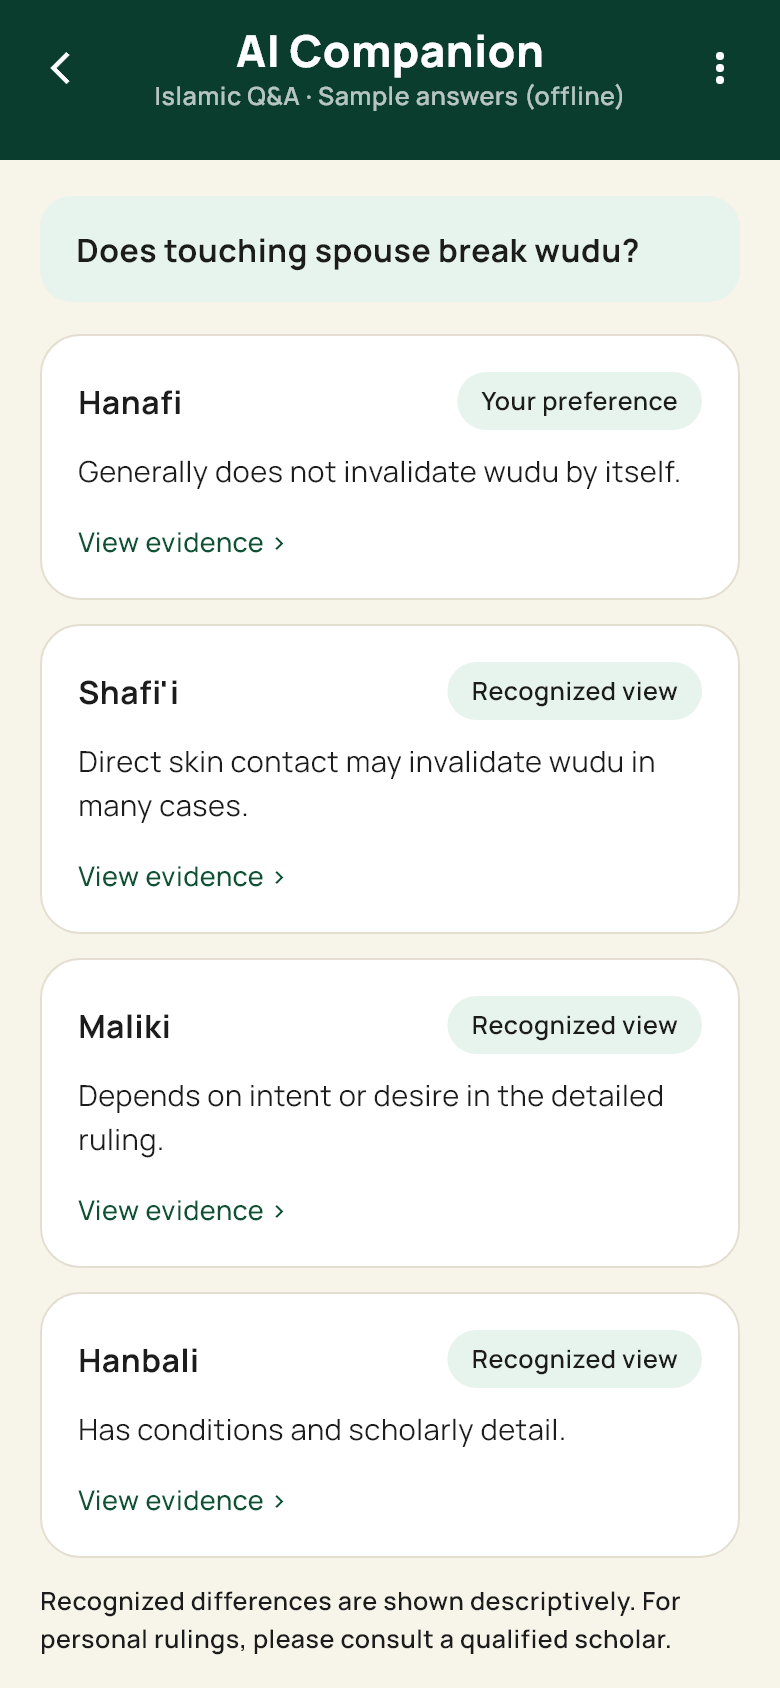 AI Companion
Islamic Q&A · Sample answers (offline)
Does touching spouse break wudu?
Hanafi
Your preference
Generally does not invalidate wudu by itself.
View evidence ›
Shafi'i
Recognized view
Direct skin contact may invalidate wudu in
many cases.
View evidence ›
Maliki
Recognized view
Depends on intent or desire in the detailed
ruling.
View evidence ›
Hanbali
Recognized view
Has conditions and scholarly detail.
View evidence ›
Recognized differences are shown descriptively. For
personal rulings, please consult a qualified scholar.